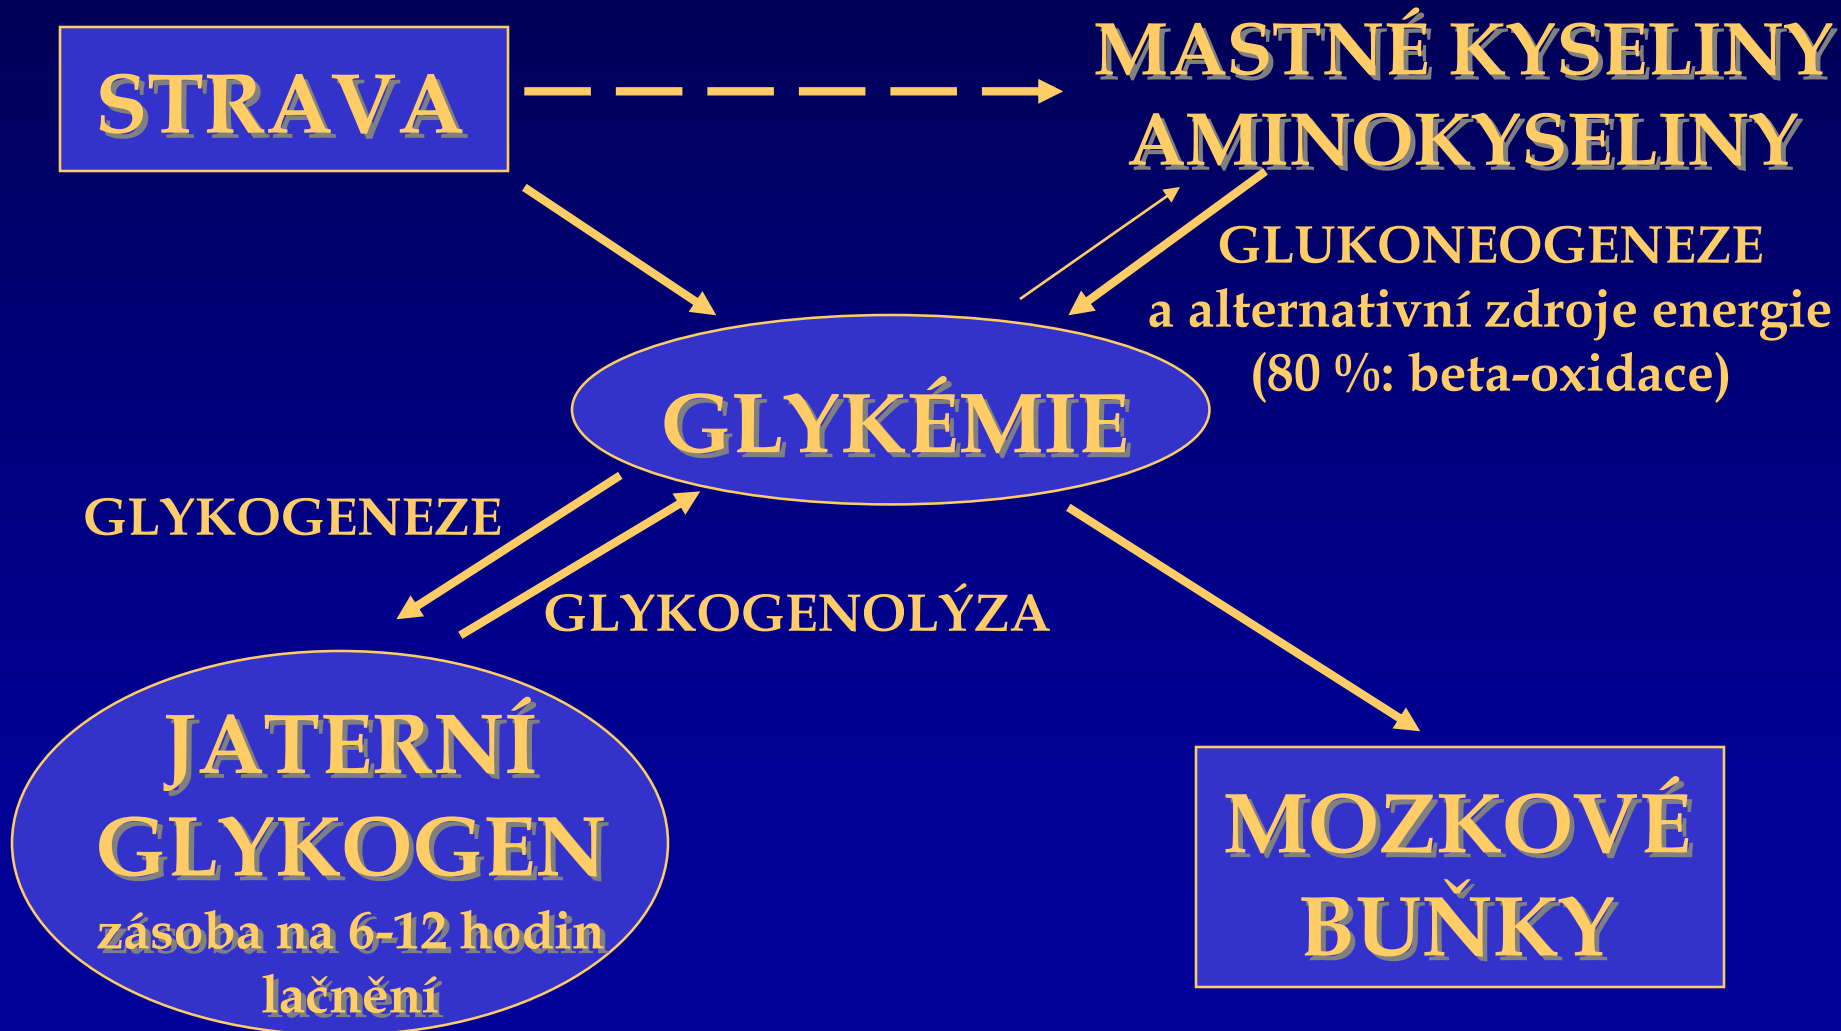 STRAVA
MASTNÉ KYSELINY
AMINOKYSELINY
GLUKONEOGENEZE
a alternativní zdroje energie
(80 %: beta-oxidace)
GLYKÉMIE
GLYKOGENEZE
GLYKOGENOLÝZA
JATERNÍ
GLYKOGEN
zásoba na 6-12 hodin
lačnění
MOZKOVÉ
BUŇKY